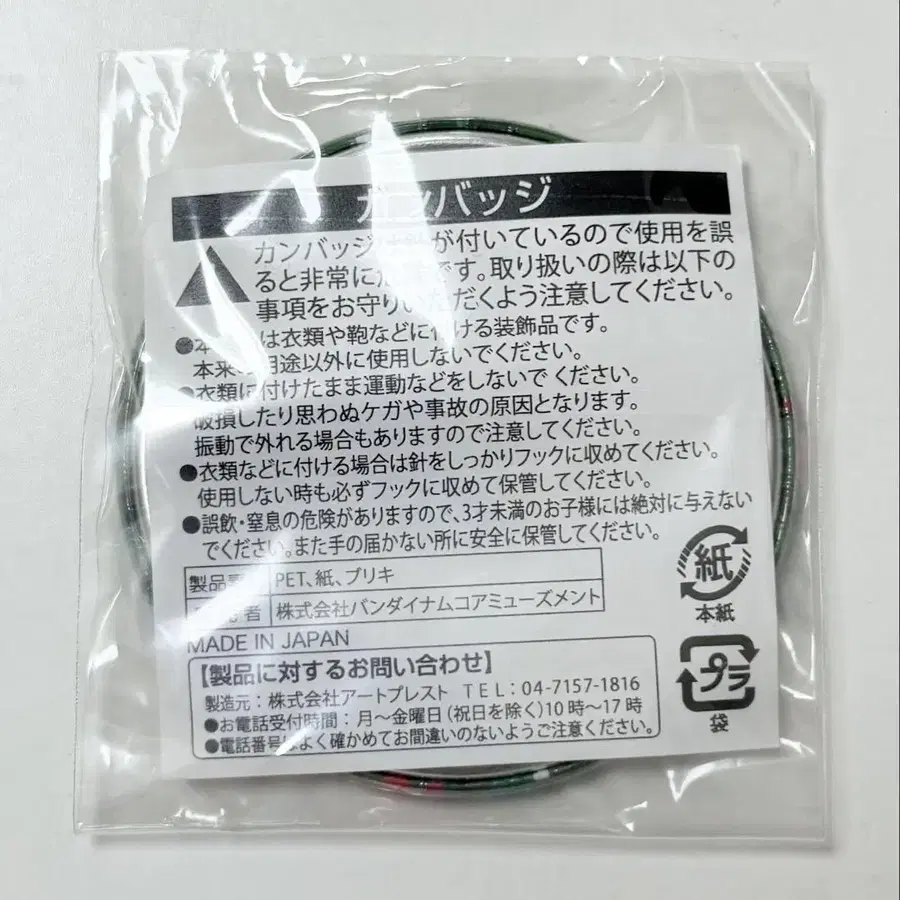 カンバッジ
カンバッジ が付いているので使用を誤
ると非常に です。取り扱いの際は以下の
事項をお守りいただくよう注意してください。
●本 は衣類や鞄などに付ける装飾品です。
本来の用途以外に使用しないでください。
●衣類に付けたまま運動などをしないで ください。
破損したり思わぬケガや事故の原因となります。
振動で外れる場合もありますので注意してください。
●衣類などに付ける場合は針をしっかりフックに収めてください。
使用しない時も必ずフックに収めて保管してください。
●誤飲・窒息の危険がありますので、3才未満のお子様には絶対に与えない
でください。また手の届かない所に安全に保管してください。
製品 PET、紙、ブリキ
者 株式会社バンダイナムコアミューズメント
MADE IN JAPAN
【製品に対するお問い合わせ】
製造元：株式会社アートプレスト TEL：04-7157-1816
●お電話受付時間：月〜金曜日（祝日を除く）10時〜17時
●電話番号はよく確かめてお間違いのないようご注意ください。
紙
本紙
プラ
袋